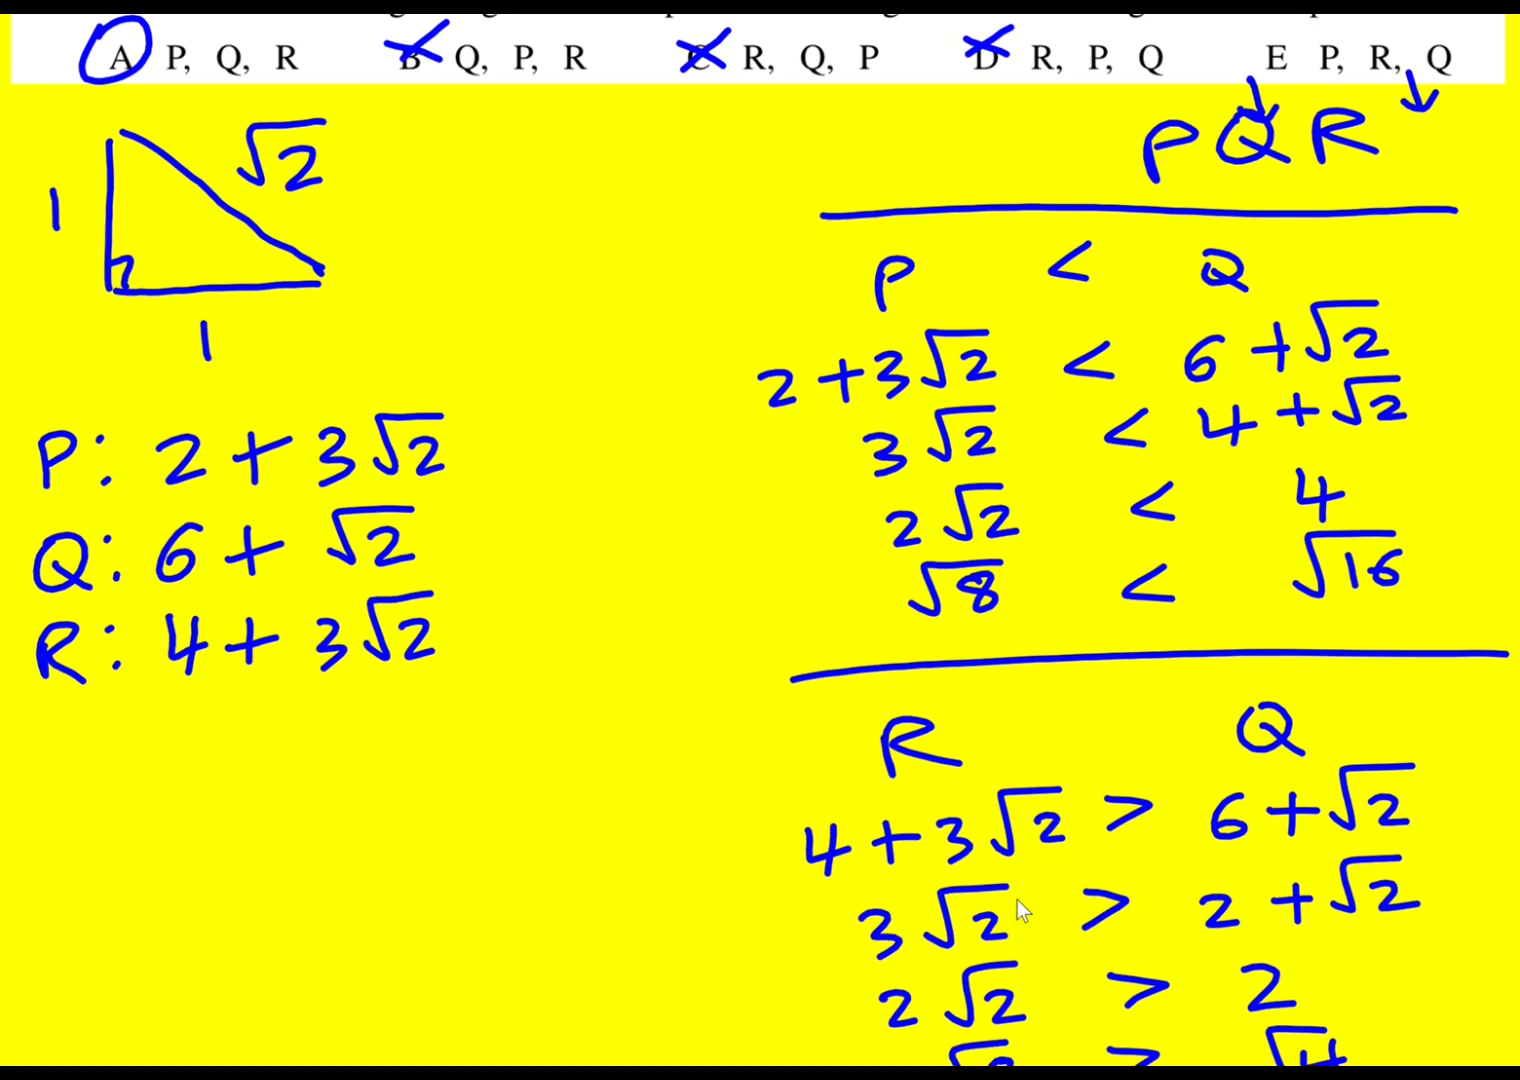 A P, Q, R B Q, P, R C R, Q, P D R, P, Q E P, R, Q
P Q R
√2
1
1
P: 2 + 3√2
Q: 6 + √2
R: 4 + 3√2
P < Q
2 + 3√2 < 6 + √2
3√2 < 4 + √2
2√2 < 4
√8 < √16
R Q
4 + 3√2 > 6 + √2
3√2 > 2 + √2
2√2 > 2
> √4